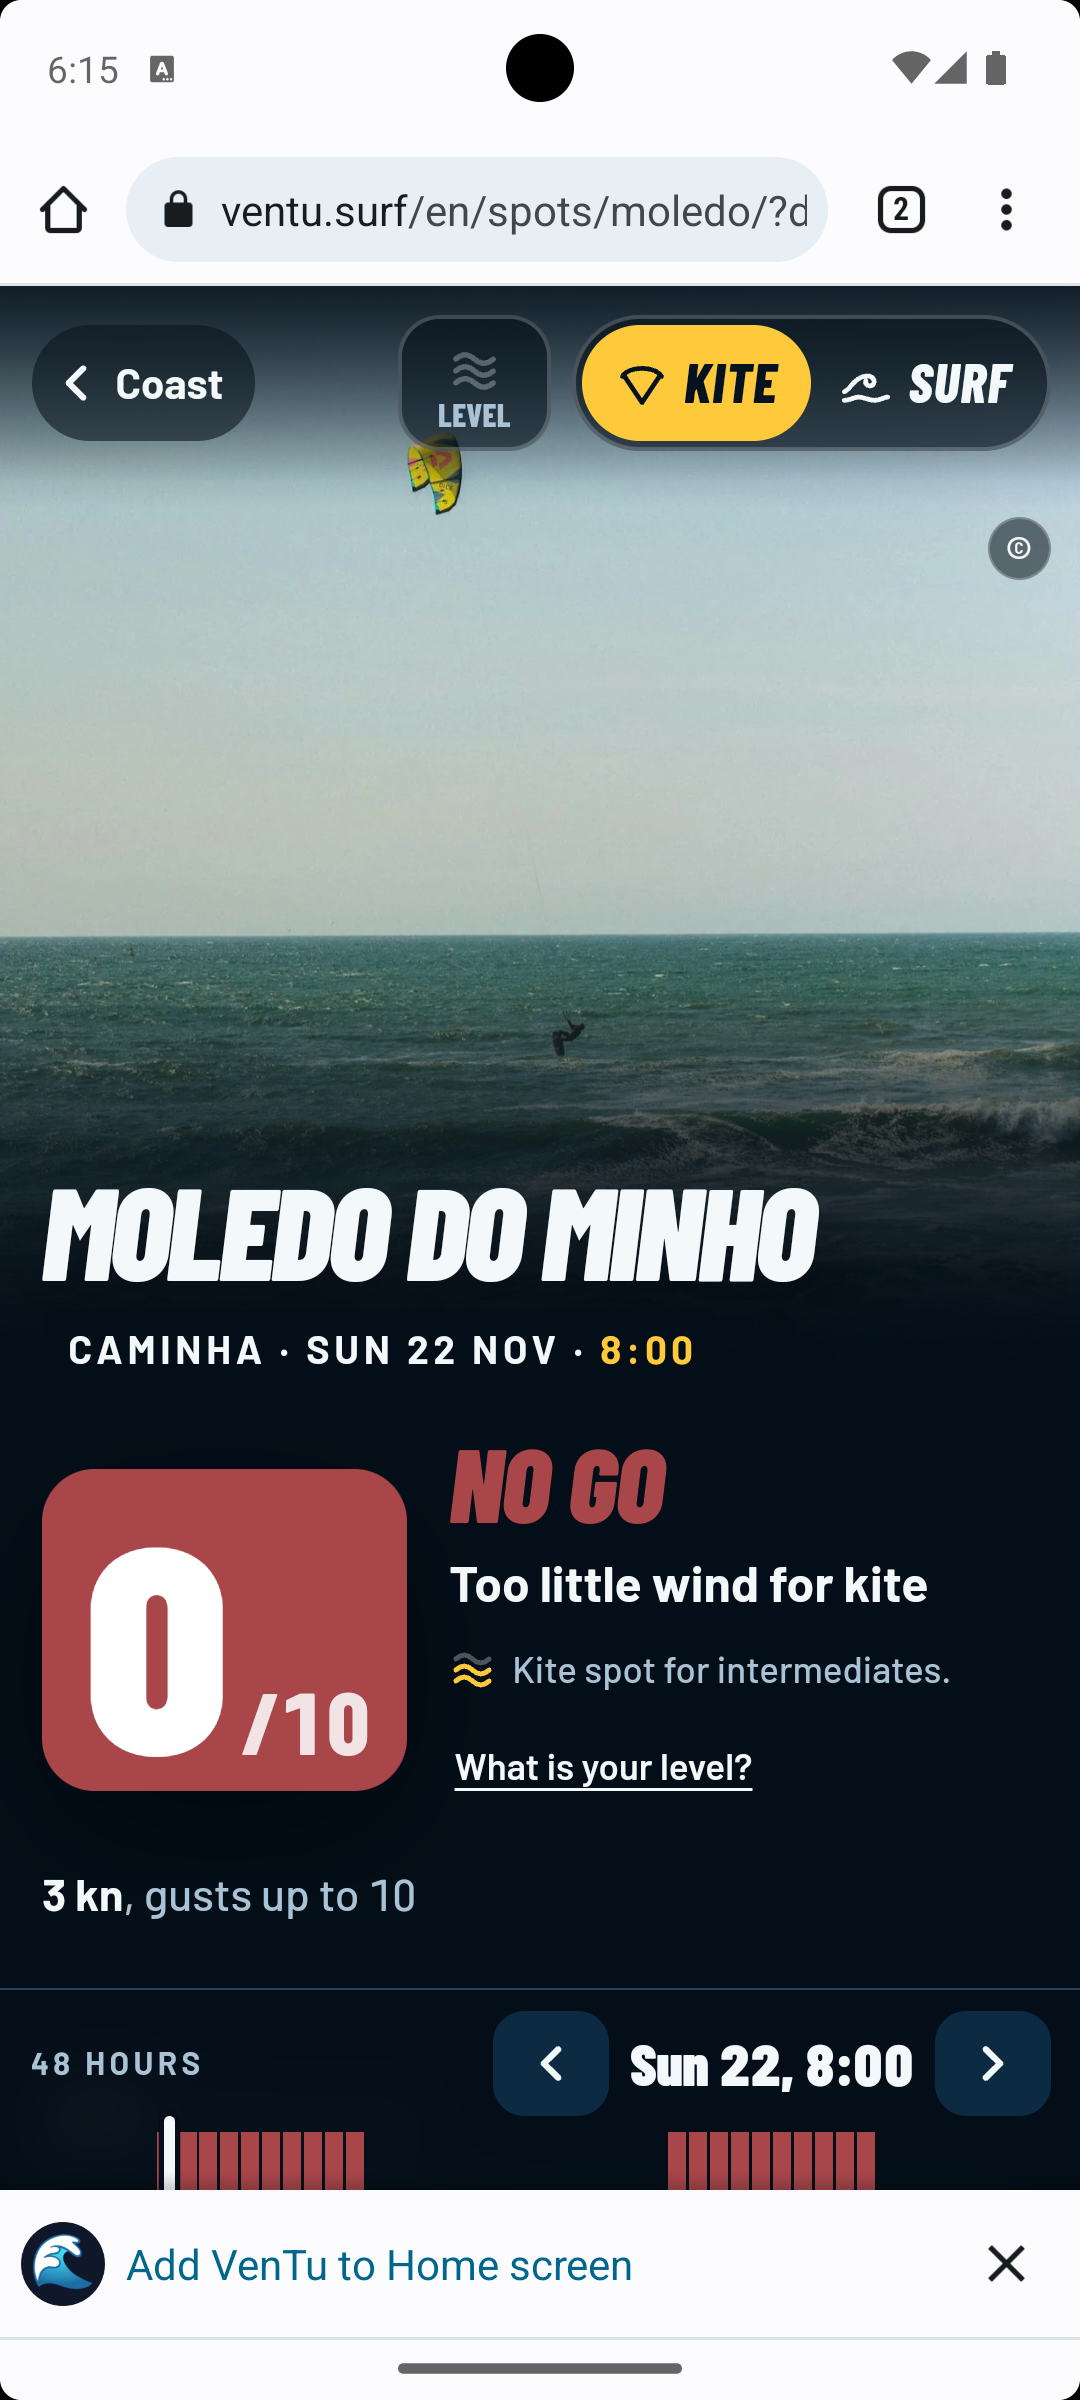 6:15
ventu.surf/en/spots/moledo/?d
2
Coast
LEVEL
KITE
SURF
©
MOLEDO DO MINHO
CAMINHA · SUN 22 NOV · 8:00
NO GO
0/10
Too little wind for kite
Kite spot for intermediates.
What is your level?
3 kn, gusts up to 10
48 HOURS
Sun 22, 8:00
Add VenTu to Home screen